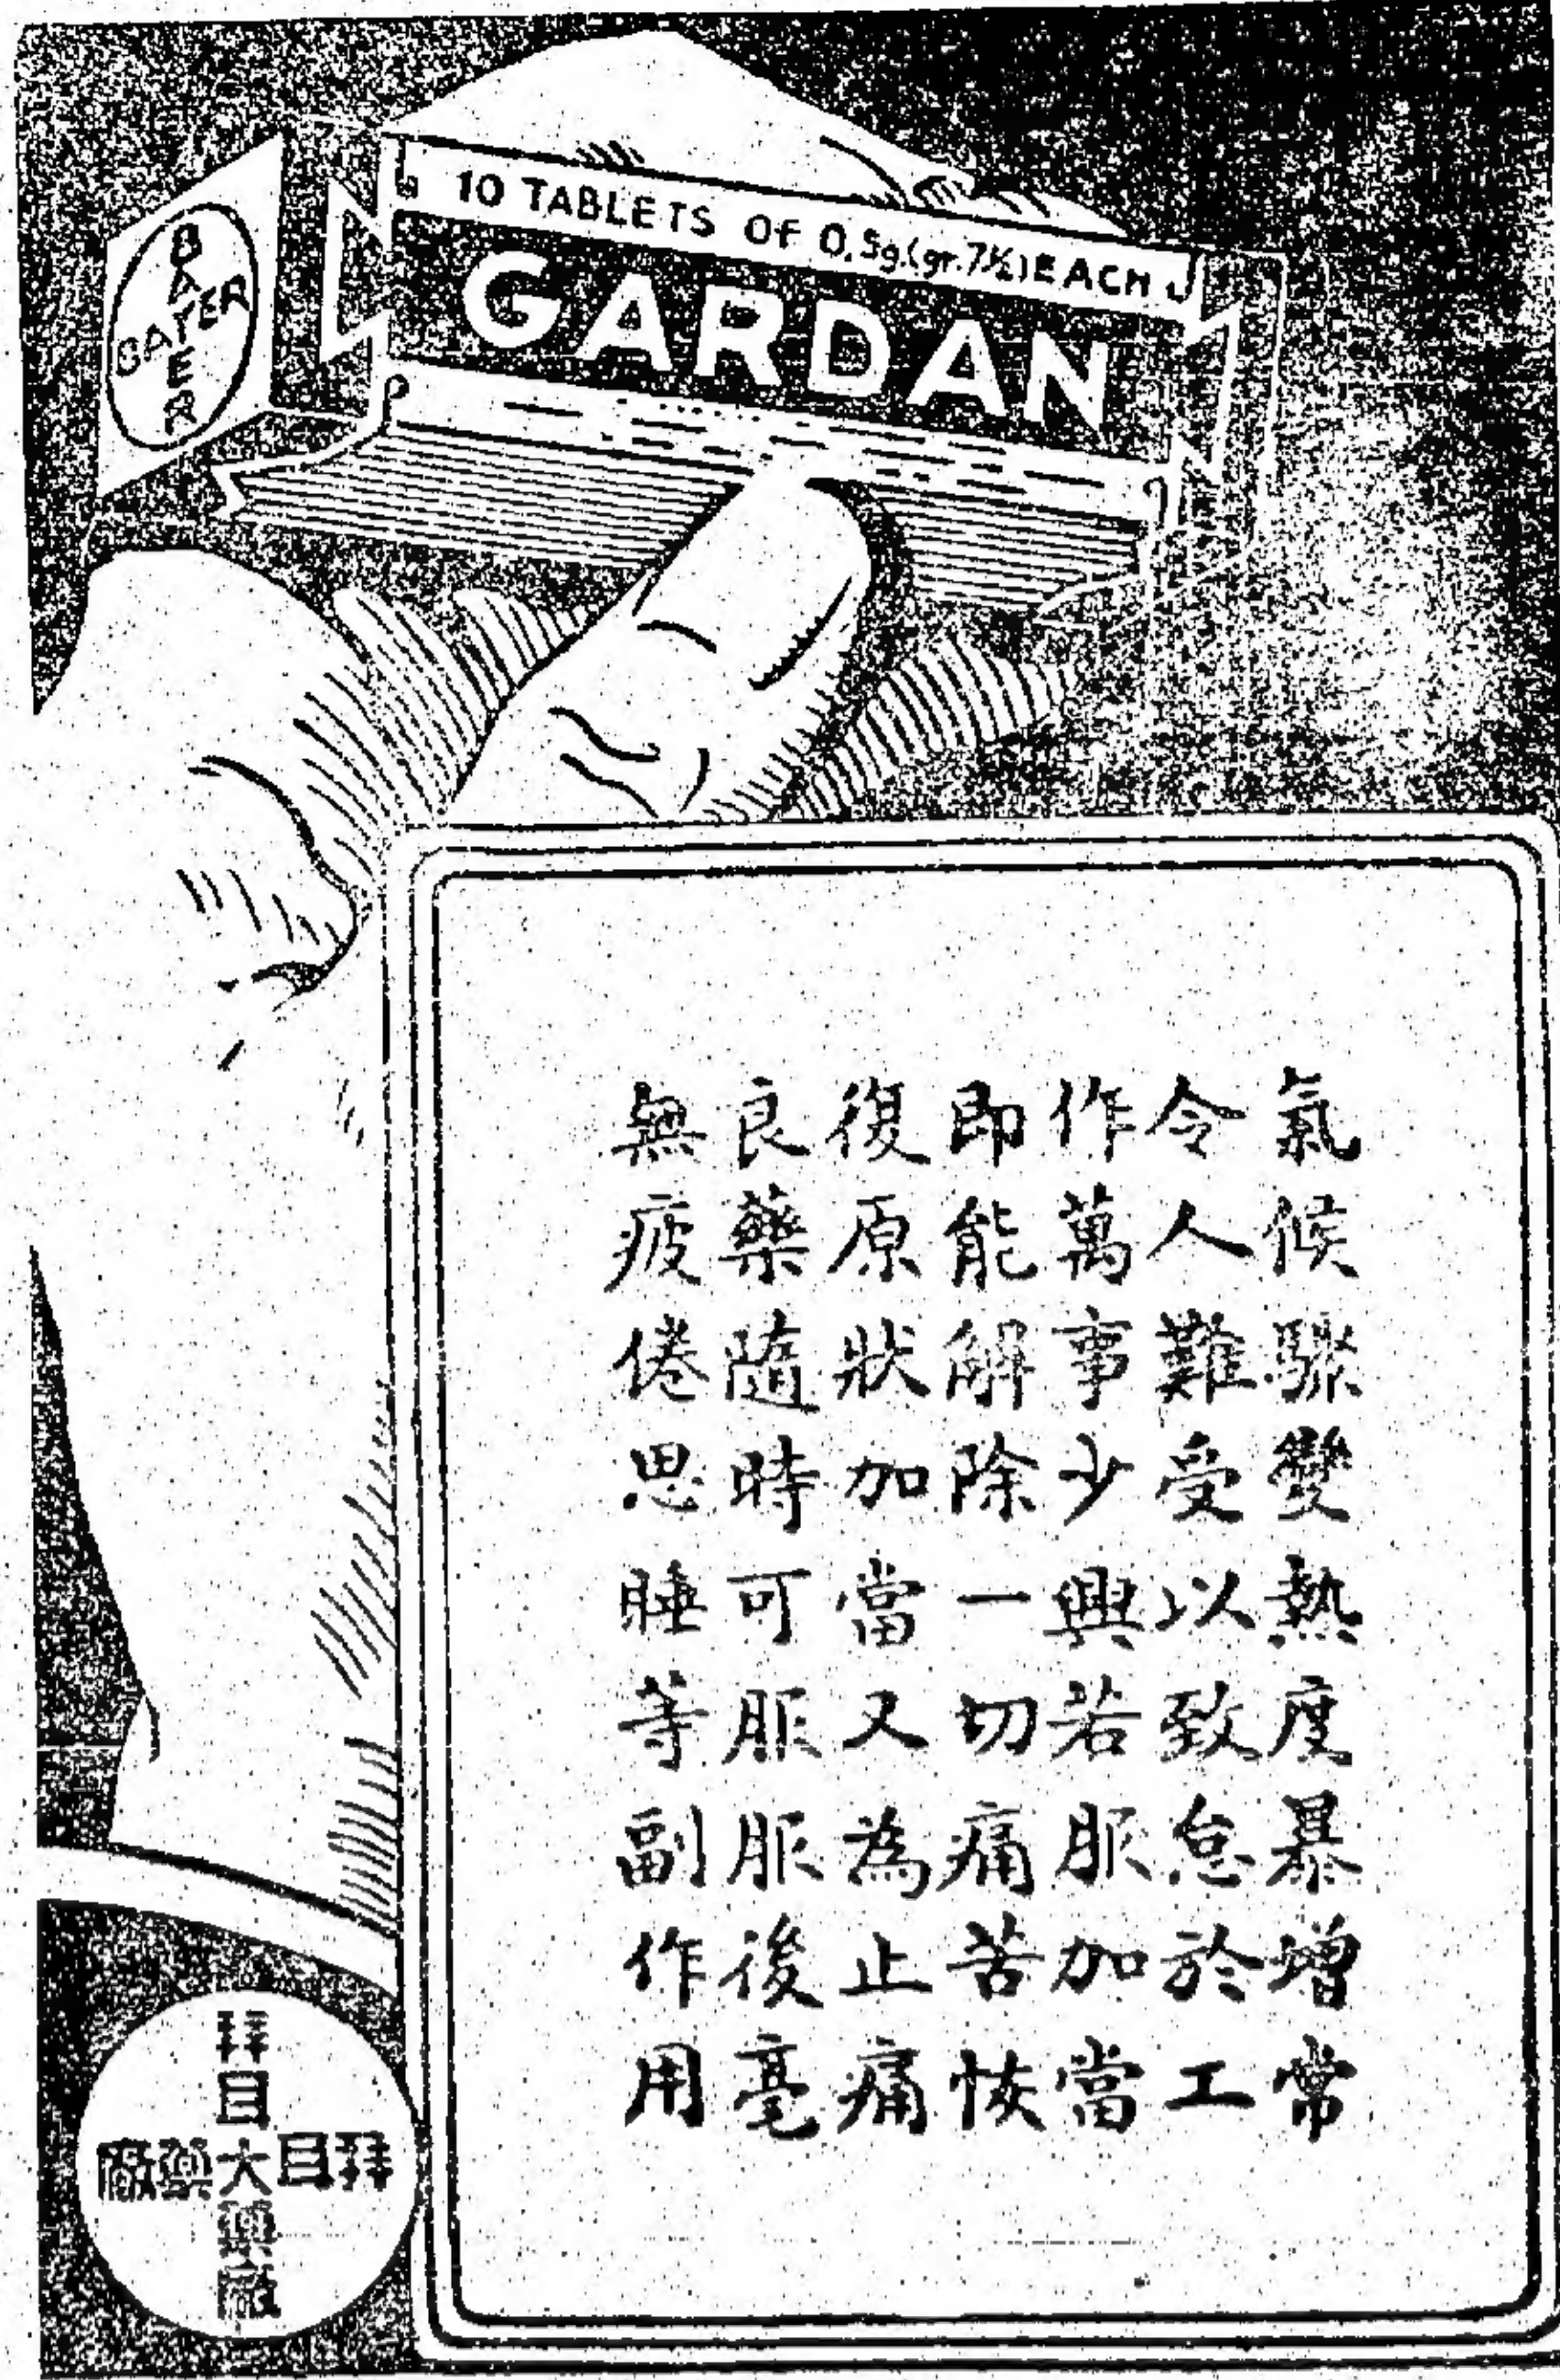 10 TABLETS OF 0.5g.(gr.7½) EACH
GARDAN
BAYER
BAYER
氣候驟變熱度暴增常
令人難受以致怠於工
作萬事少興若服加當
即能解除一切痛苦恢
復原狀加當又為止痛
良藥隨時可服服後毫
無疲倦思睡等副作用
拜耳大藥廠
拜耳大藥廠